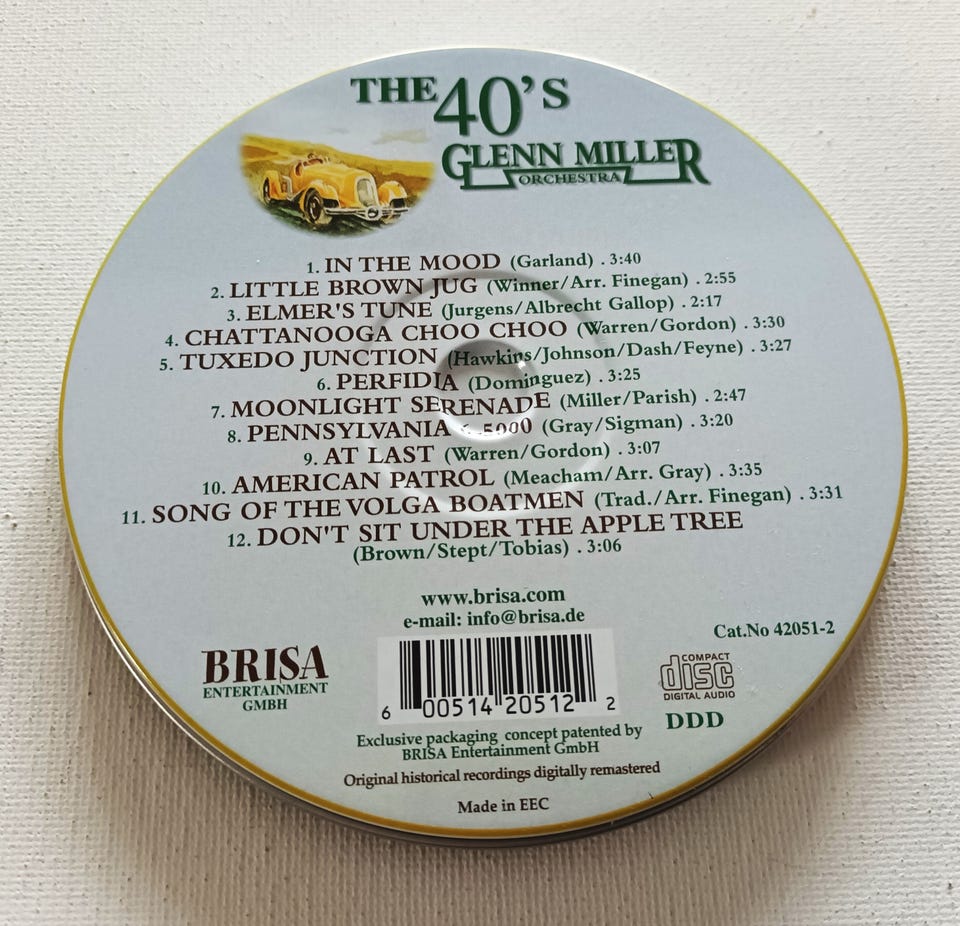 THE 40'S
GLENN MILLER
ORCHESTRA
1. IN THE MOOD (Garland) . 3:40
2. LITTLE BROWN JUG (Winner/Arr. Finegan) . 2:55
3. ELMER'S TUNE (Jurgens/Albrecht Gallop) . 2:17
4. CHATTANOOGA CHOO CHOO (Warren/Gordon) . 3:30
5. TUXEDO JUNCTION (Hawkins/Johnson/Dash/Feyne) . 3:27
6. PERFIDIA (Dominguez) . 3:25
7. MOONLIGHT SERENADE (Miller/Parish) . 2:47
8. PENNSYLVANIA 6-5000 (Gray/Sigman) . 3:20
9. AT LAST (Warren/Gordon) . 3:07
10. AMERICAN PATROL (Meacham/Arr. Gray) . 3:35
11. SONG OF THE VOLGA BOATMEN (Trad./Arr. Finegan) . 3:31
12. DON'T SIT UNDER THE APPLE TREE
(Brown/Stept/Tobias) . 3:06
www.brisa.com
e-mail: info@brisa.de
Cat.No 42051-2
BRISA
ENTERTAINMENT
GMBH
6 00514 20512 2
COMPACT
disc
DIGITAL AUDIO
DDD
Exclusive packaging concept patented by
BRISA Entertainment GmbH
Original historical recordings digitally remastered
Made in EEC